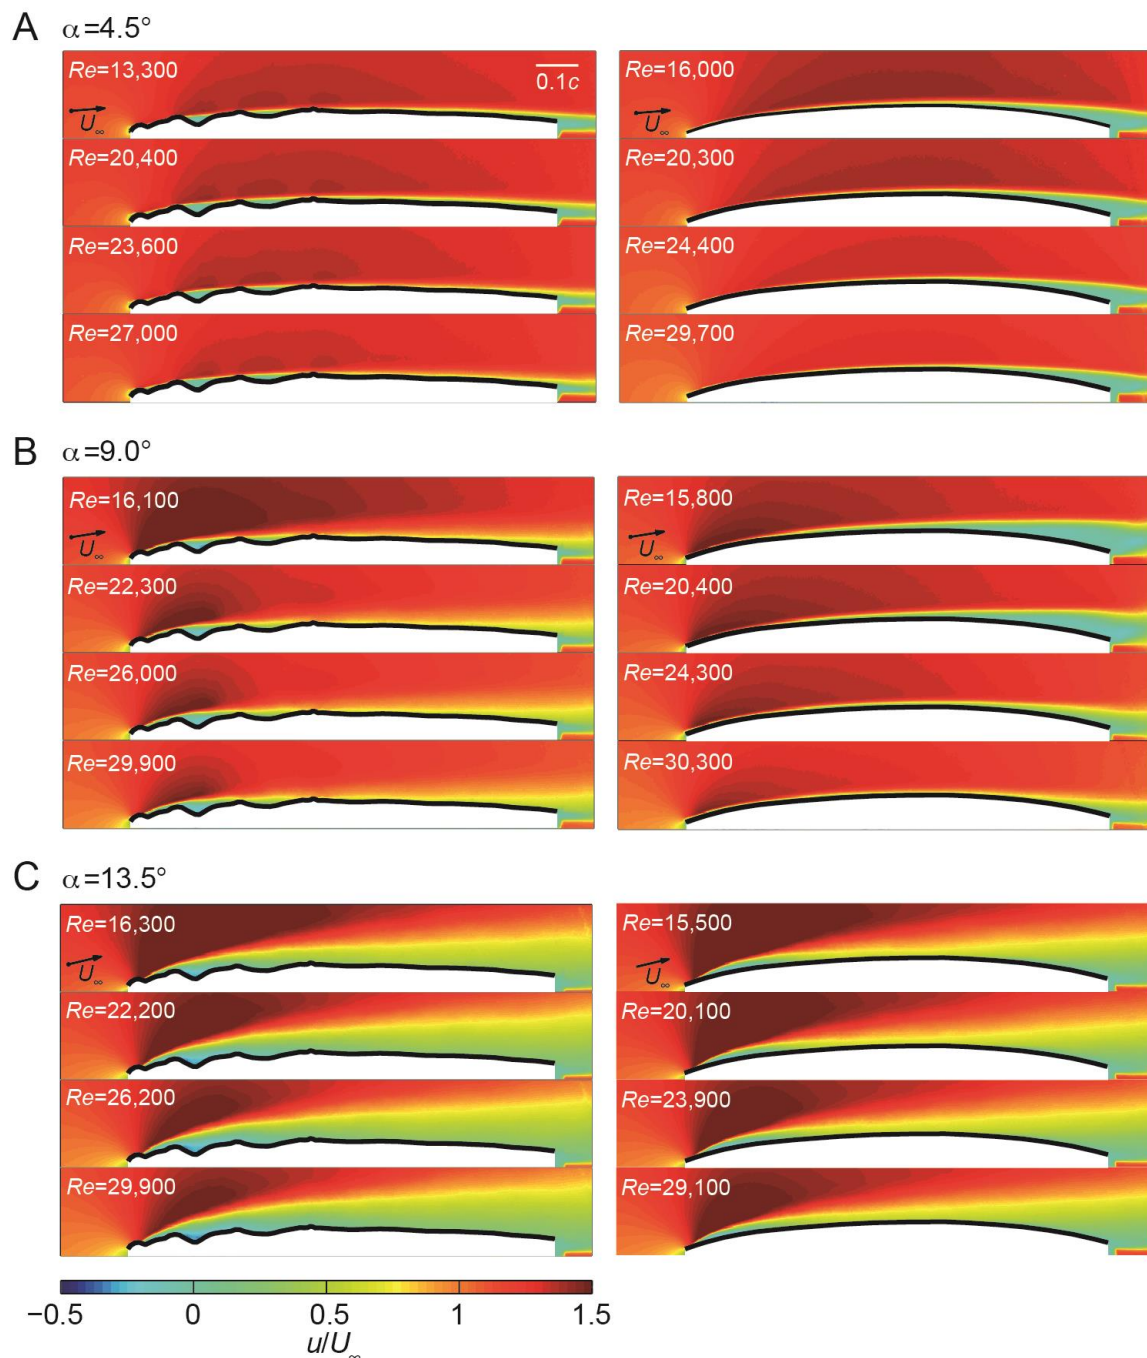 A α=4.5°
Re=13,300
0.1c
U∞
Re=20,400
Re=23,600
Re=27,000
Re=16,000
U∞
Re=20,300
Re=24,400
Re=29,700
B α=9.0°
Re=16,100
U∞
Re=22,300
Re=26,000
Re=29,900
Re=15,800
U∞
Re=20,400
Re=24,300
Re=30,300
C α=13.5°
Re=16,300
U∞
Re=22,200
Re=26,200
Re=29,900
Re=15,500
U∞
Re=20,100
Re=23,900
Re=29,100
−0.5 0 0.5 1 1.5
u/U∞